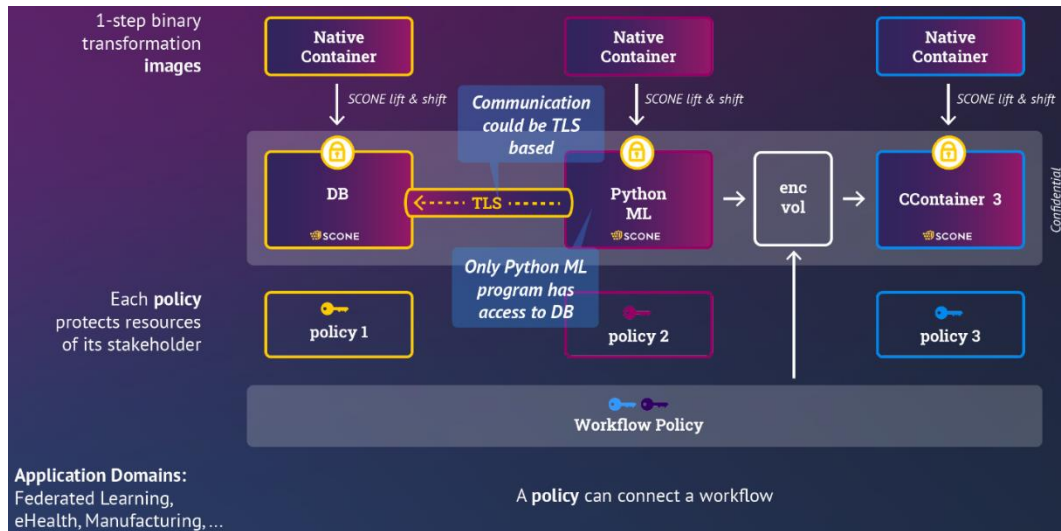 1-step binary
transformation
images
Native
Container
Native
Container
Native
Container
SCONE lift & shift
SCONE lift & shift
SCONE lift & shift
Communication
could be TLS
based
DB
SCONE
TLS
Python
ML
SCONE
enc
vol
CContainer 3
SCONE
Confidential
Only Python ML
program has
access to DB
Each policy
protects resources
of its stakeholder
policy 1
policy 2
policy 3
Workflow Policy
Application Domains:
Federated Learning,
eHealth, Manufacturing, ...
A policy can connect a workflow